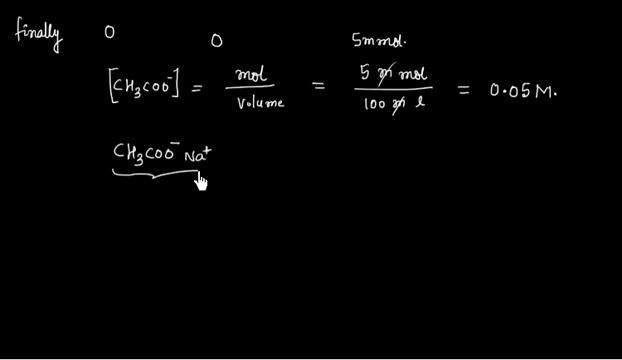 finally 0 0 5 mmol.
[CH₃COO⁻] = mol / Volume = 5 m mol / 100 m l = 0.05 M.
CH₃COO⁻ Na⁺